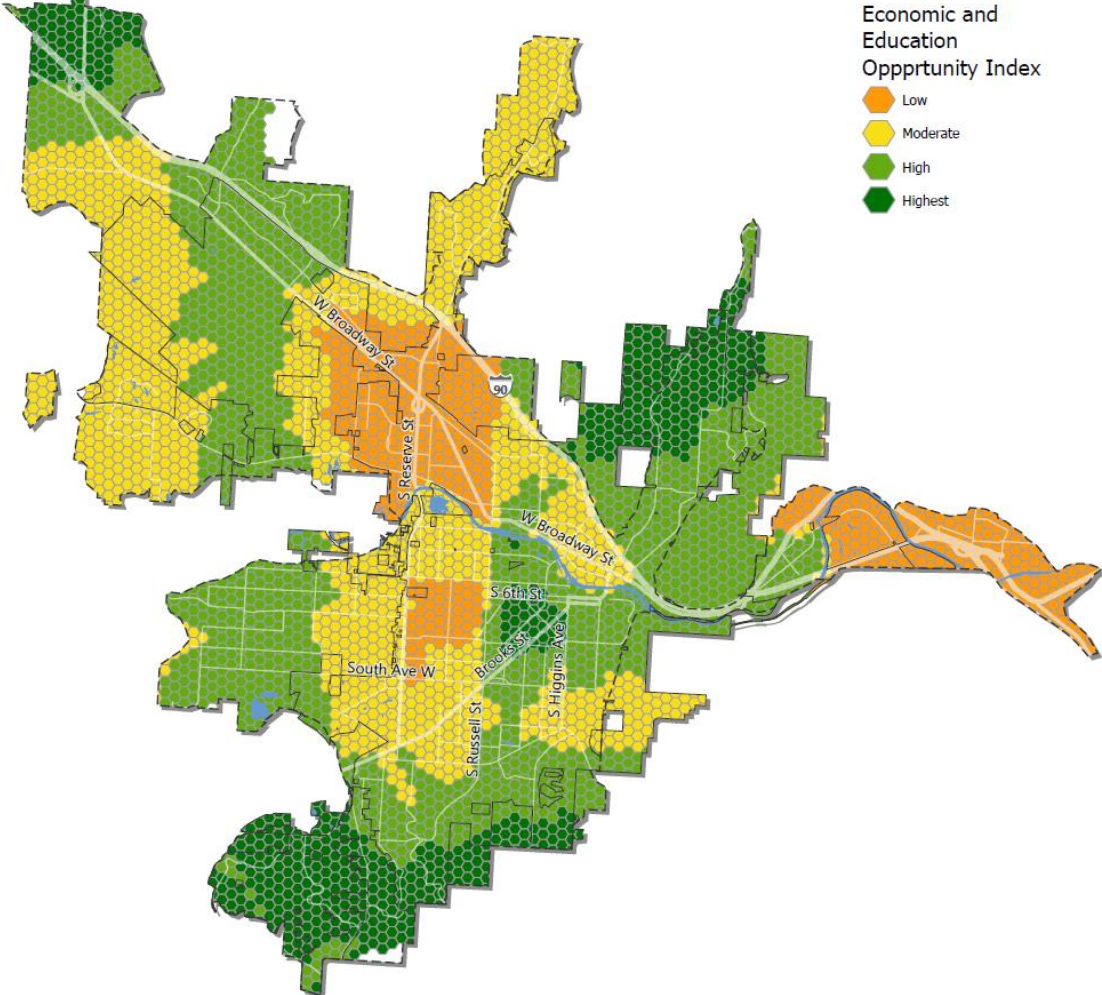 Economic and
Education
Oppprtunity Index
Low
Moderate
High
Highest
W Broadway St
90
S Reserve St
W Broadway St
S 6th St
Brooks St
S Higgins Ave
South Ave W
S Russell St